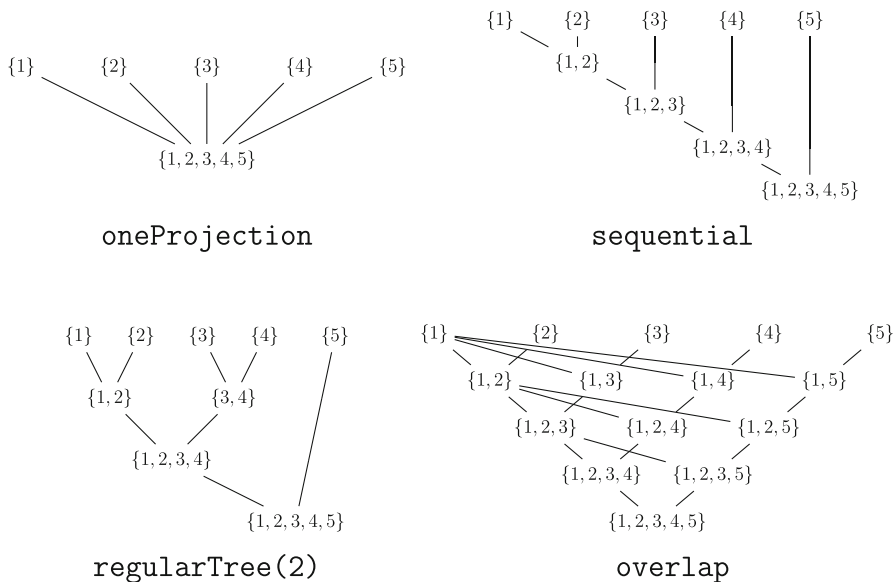 {1} {2} {3} {4} {5}
{1, 2, 3, 4, 5}
oneProjection
{1} {2} {3} {4} {5}
{1, 2}
{1, 2, 3}
{1, 2, 3, 4}
{1, 2, 3, 4, 5}
sequential
{1} {2} {3} {4} {5}
{1, 2} {3, 4}
{1, 2, 3, 4}
{1, 2, 3, 4, 5}
regularTree(2)
{1} {2} {3} {4} {5}
{1, 2} {1, 3} {1, 4} {1, 5}
{1, 2, 3} {1, 2, 4} {1, 2, 5}
{1, 2, 3, 4} {1, 2, 3, 5}
{1, 2, 3, 4, 5}
overlap